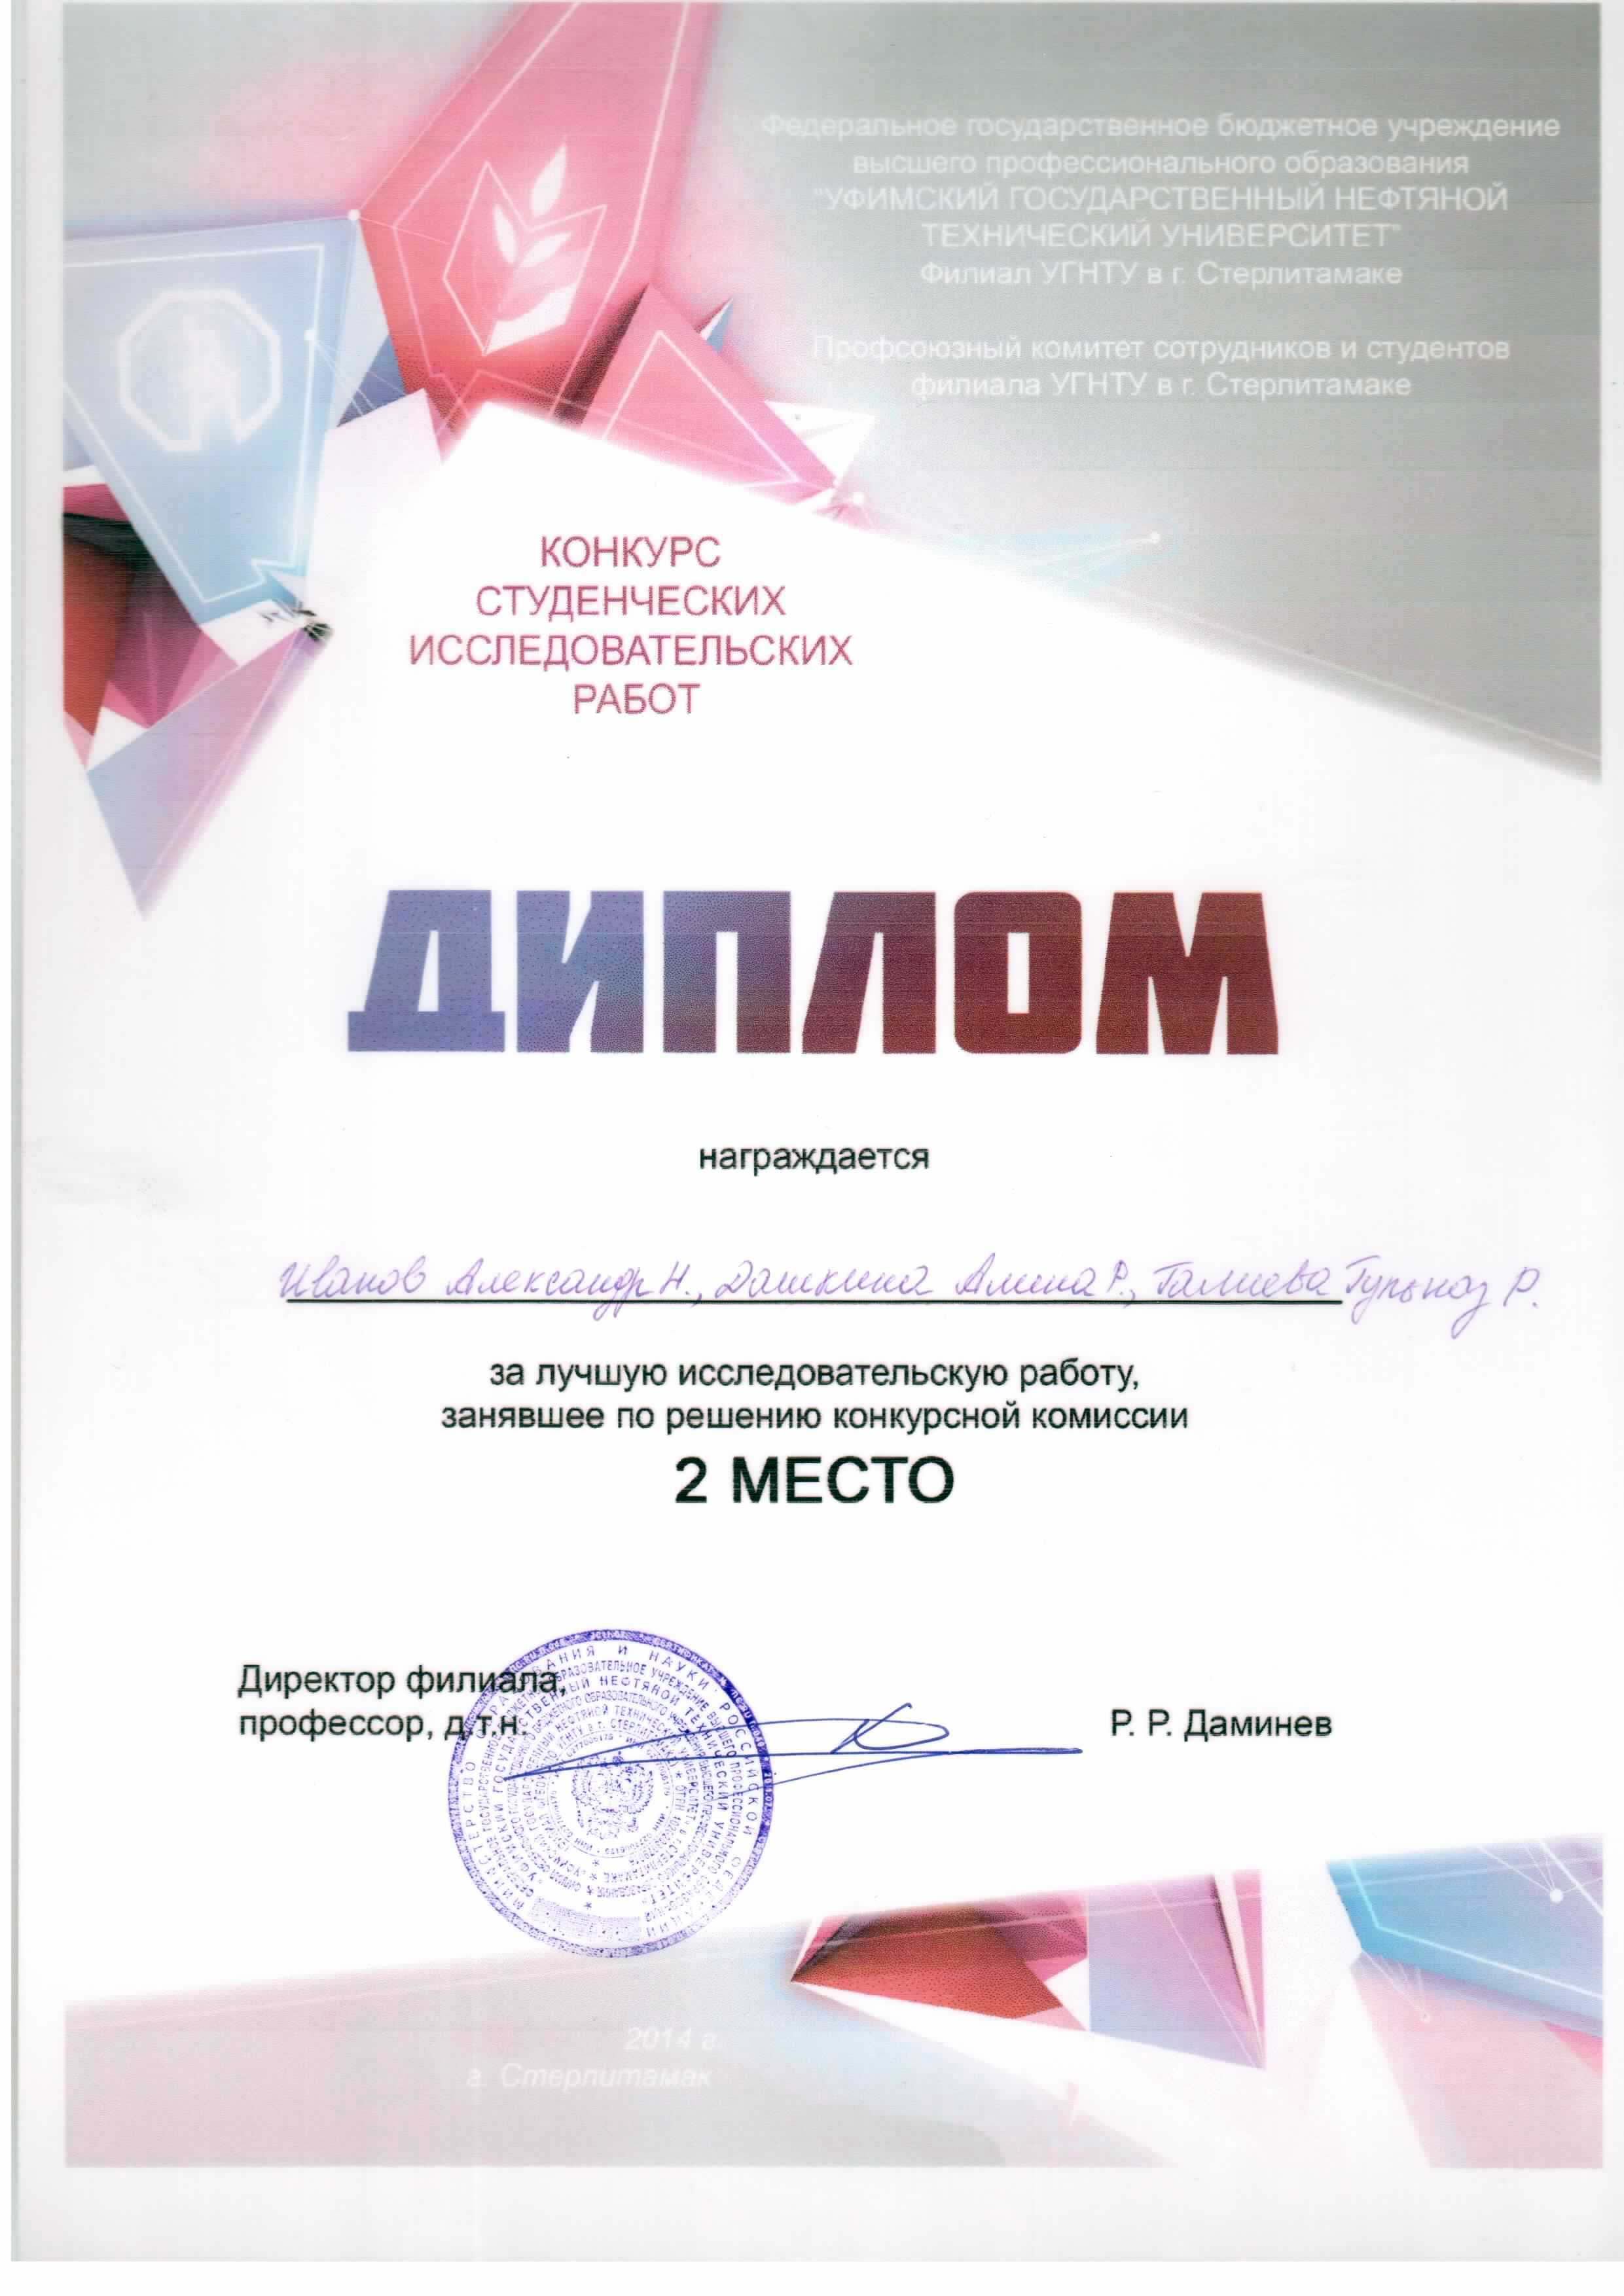 Федеральное государственное бюджетное учреждение
высшего профессионального образования
"УФИМСКИЙ ГОСУДАРСТВЕННЫЙ НЕФТЯНОЙ
ТЕХНИЧЕСКИЙ УНИВЕРСИТЕТ"
Филиал УГНТУ в г. Стерлитамаке
Профсоюзный комитет сотрудников и студентов
филиала УГНТУ в г. Стерлитамаке
КОНКУРС
СТУДЕНЧЕСКИХ
ИССЛЕДОВАТЕЛЬСКИХ
РАБОТ
ДИПЛОМ
награждается
Иванов Александр Н., Дашкина Алина Р., Галиева Гульназ Р.
за лучшую исследовательскую работу,
занявшее по решению конкурсной комиссии
2 МЕСТО
Директор филиала,
профессор, д.т.н.
Р. Р. Даминев
2014 г.
г. Стерлитамак